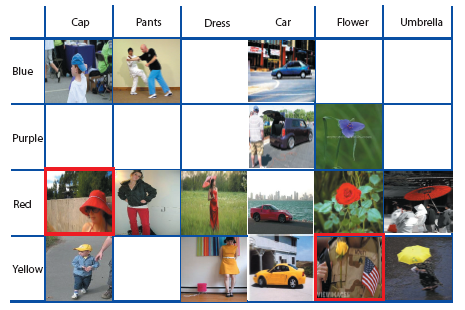 Cap Pants Dress Car Flower Umbrella
Blue
Purple
Red
Yellow